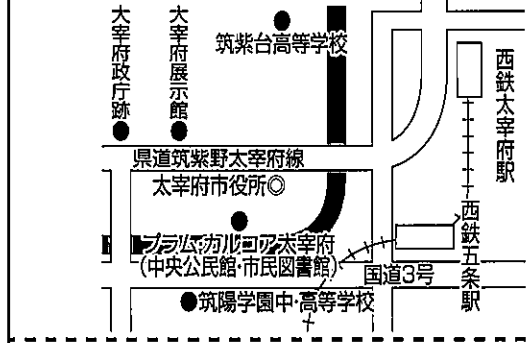 大宰府政庁跡
大宰府展示館
筑紫台高等学校
西鉄太宰府駅
県道筑紫野太宰府線
太宰府市役所◎
プラム・カルコア太宰府
(中央公民館・市民図書館)
国道3号
西鉄五条駅
筑陽学園中・高等学校